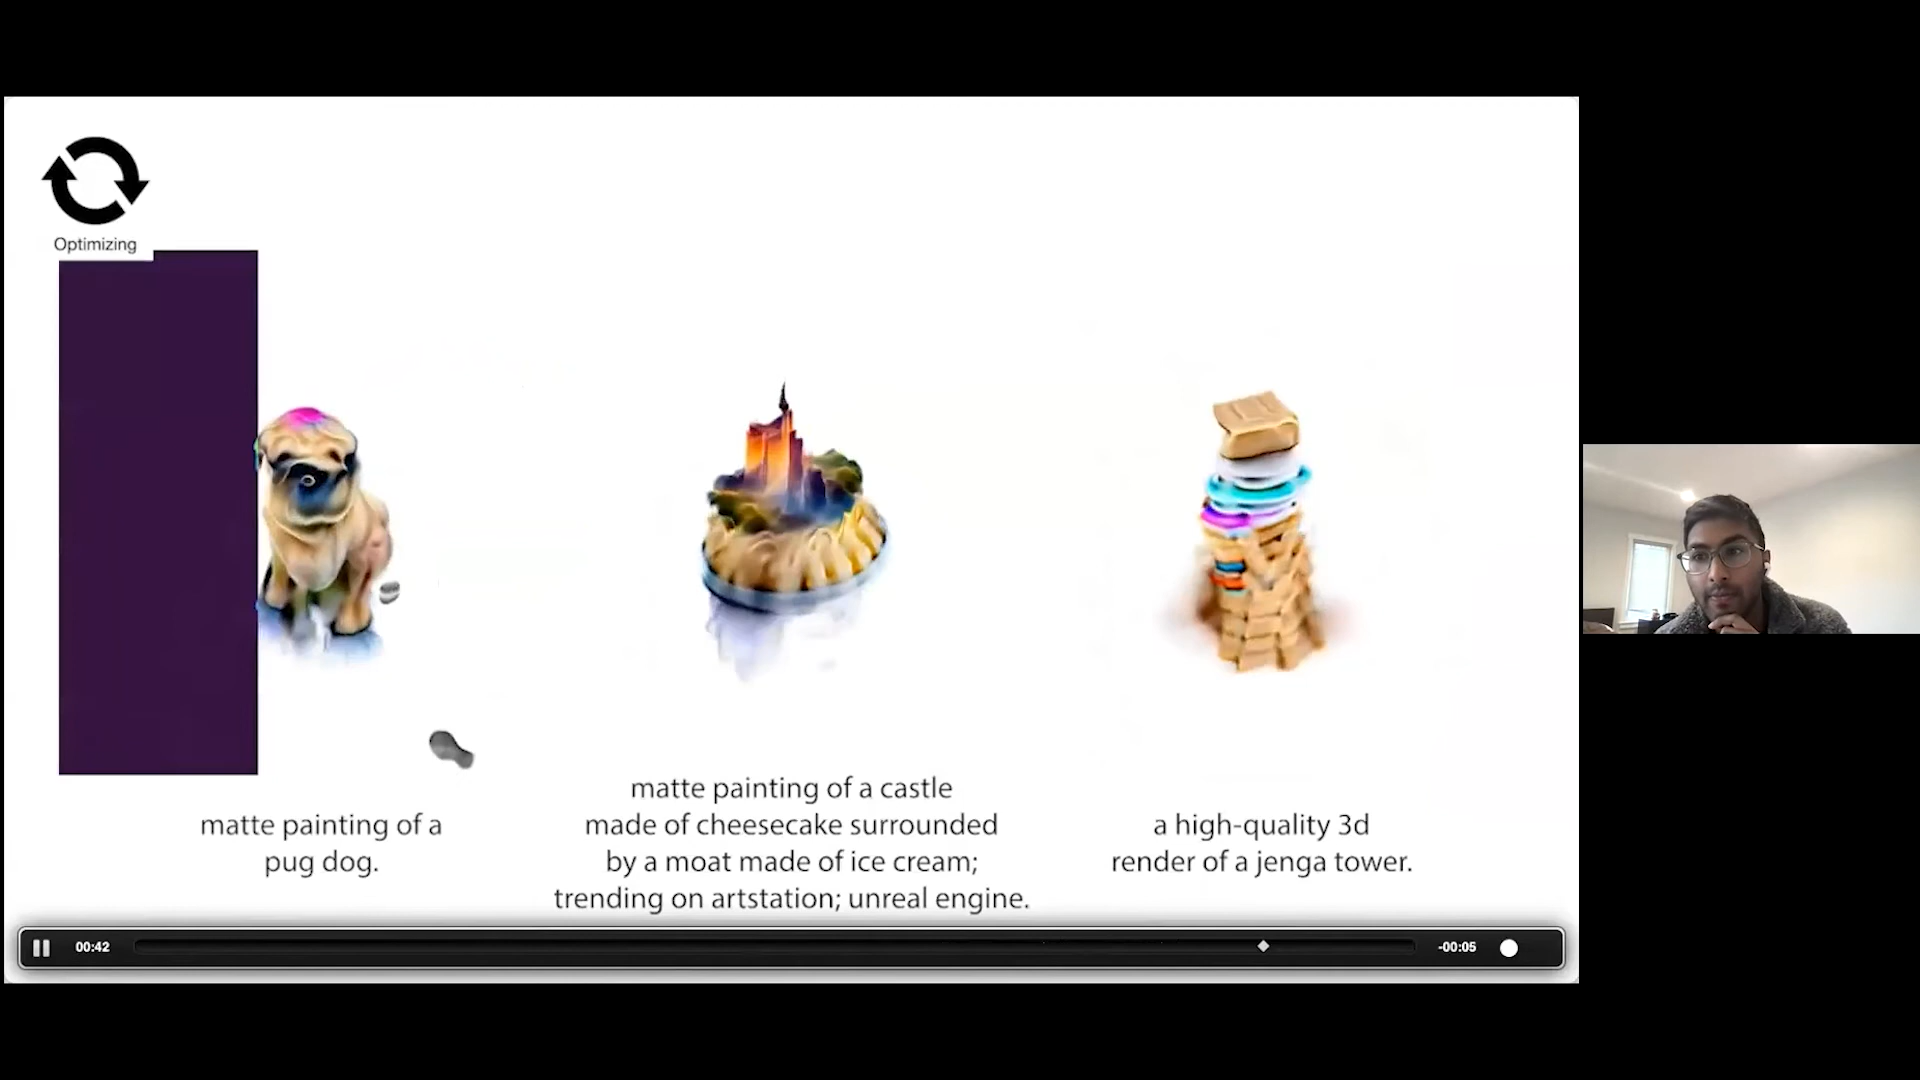 Optimizing
matte painting of a
pug dog.
matte painting of a castle
made of cheesecake surrounded
by a moat made of ice cream;
trending on artstation; unreal engine.
a high-quality 3d
render of a jenga tower.
00:42
-00:05